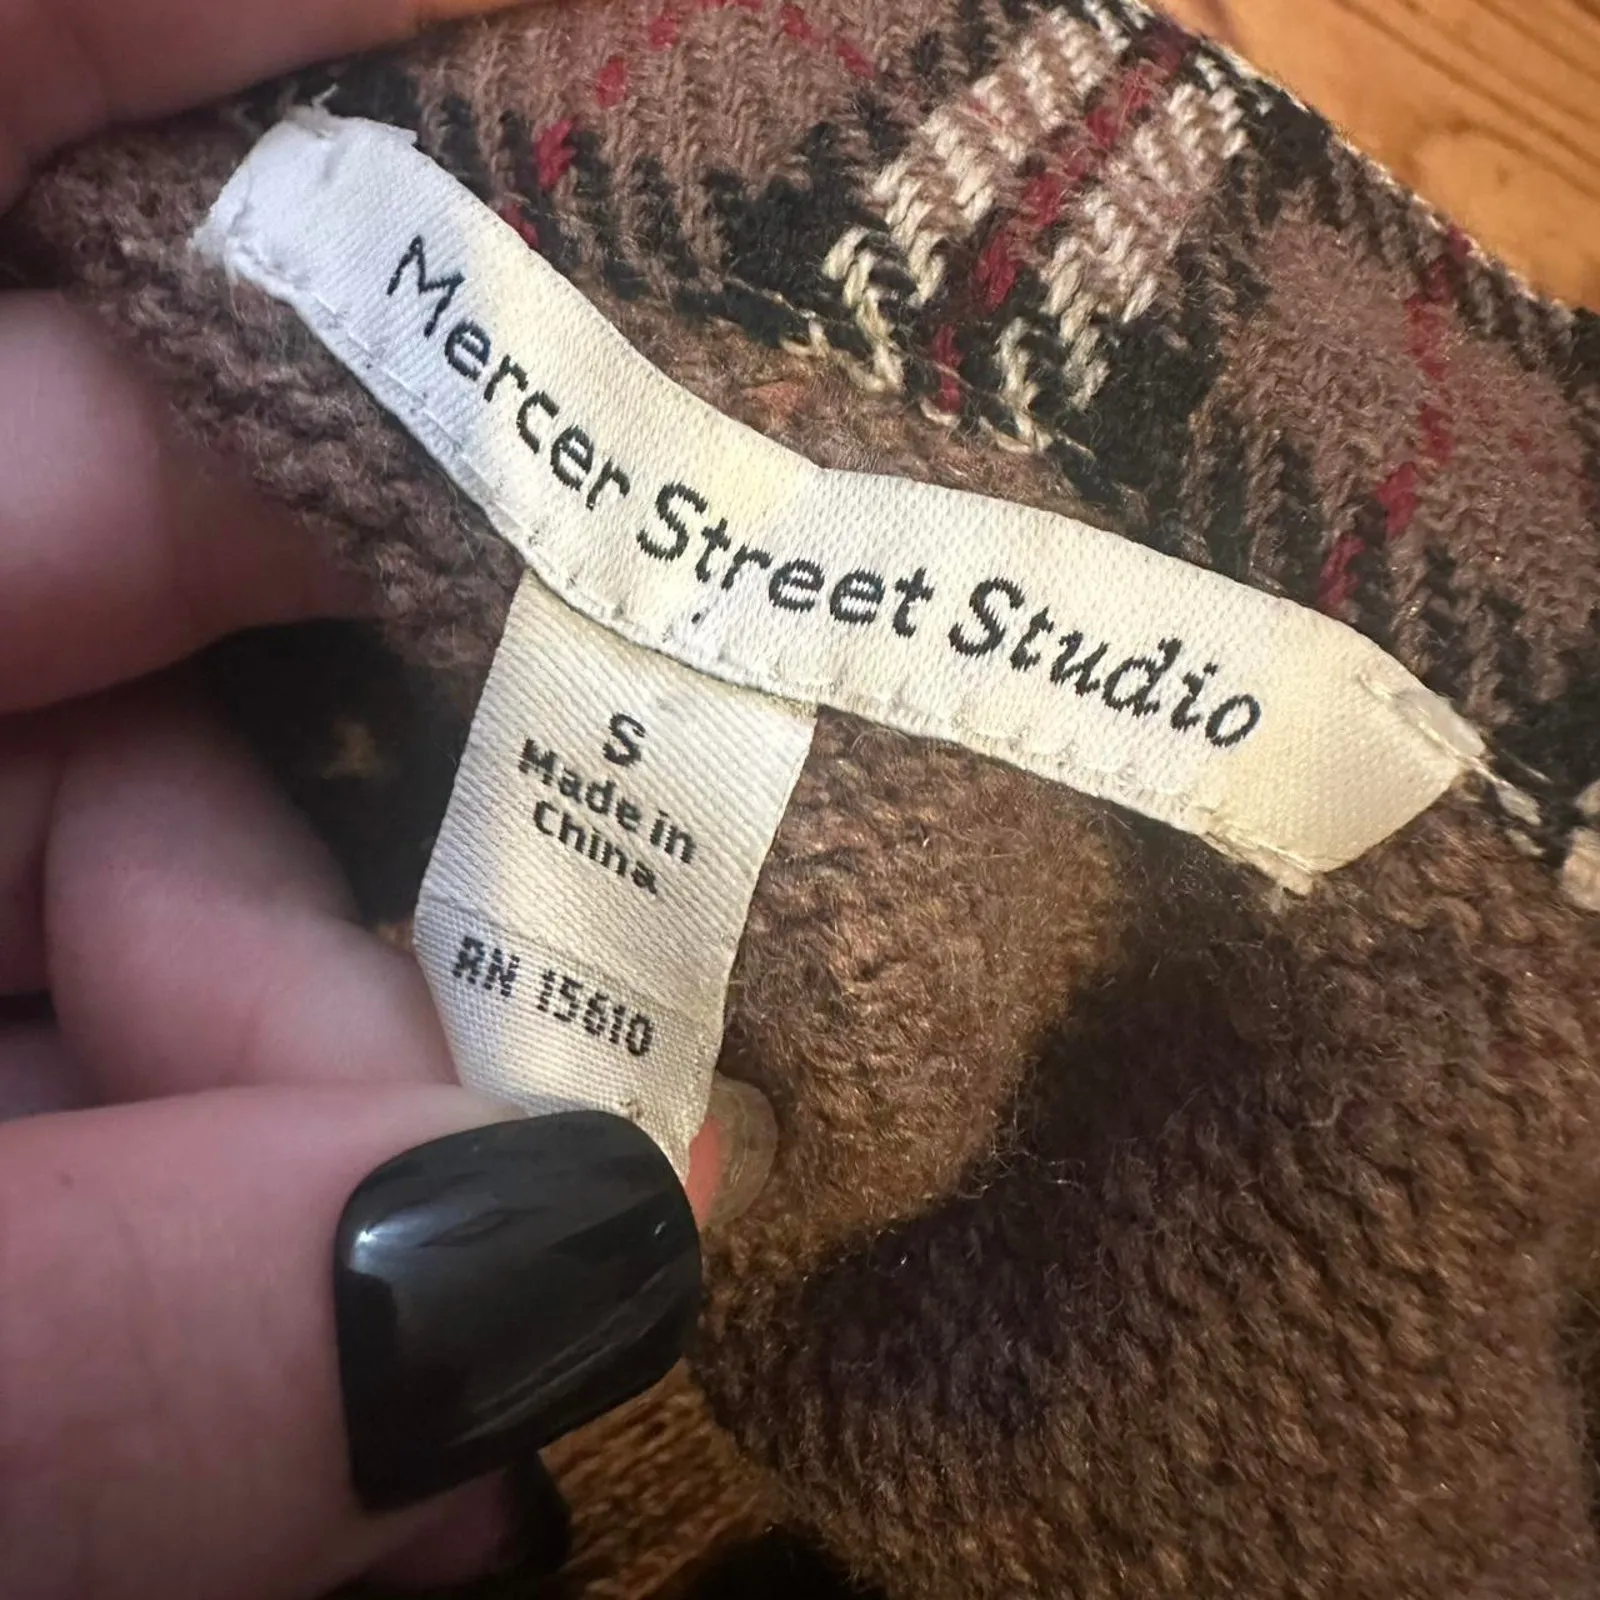 Mercer Street Studio
S
Made in
China
RN 15610